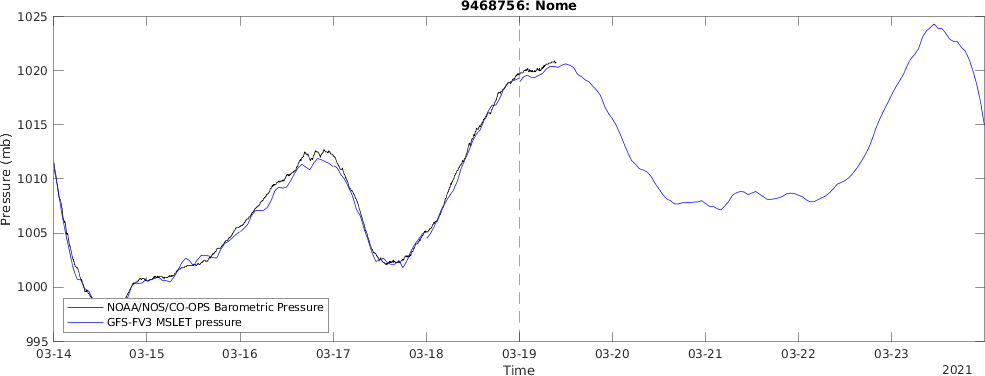 9468756: Nome
1025
1020
1015
1010
1005
1000
995
Pressure (mb)
NOAA/NOS/CO-OPS Barometric Pressure
GFS-FV3 MSLET pressure
03-14 03-15 03-16 03-17 03-18 03-19 03-20 03-21 03-22 03-23
Time
2021